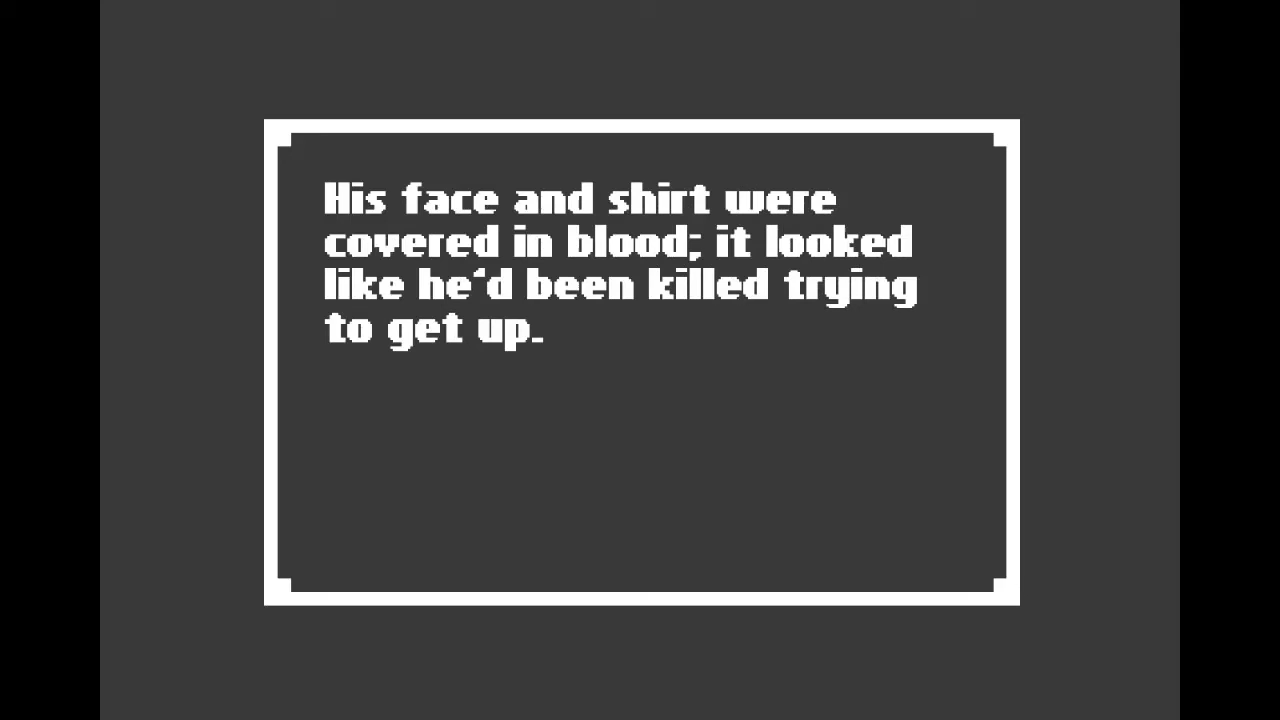 His face and shirt were
covered in blood; it looked
like he'd been killed trying
to get up.